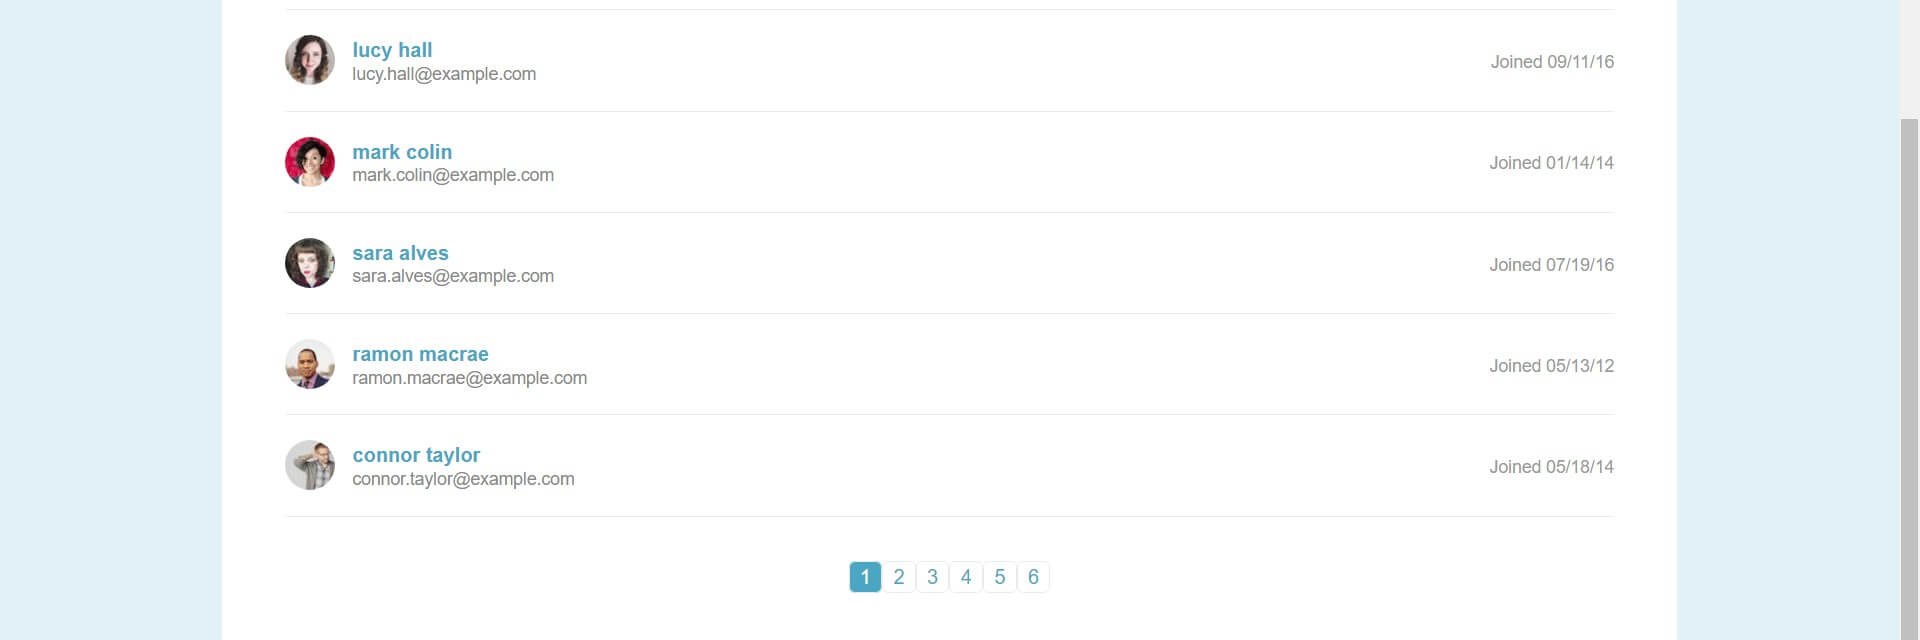 lucy hall
lucy.hall@example.com
Joined 09/11/16
mark colin
mark.colin@example.com
Joined 01/14/14
sara alves
sara.alves@example.com
Joined 07/19/16
ramon macrae
ramon.macrae@example.com
Joined 05/13/12
connor taylor
connor.taylor@example.com
Joined 05/18/14
1 2 3 4 5 6